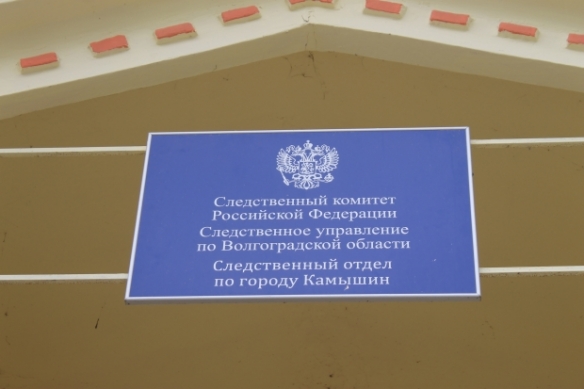 Следственный комитет
Российской Федерации
Следственное управление
по Волгоградской области
Следственный отдел
по городу Камышин